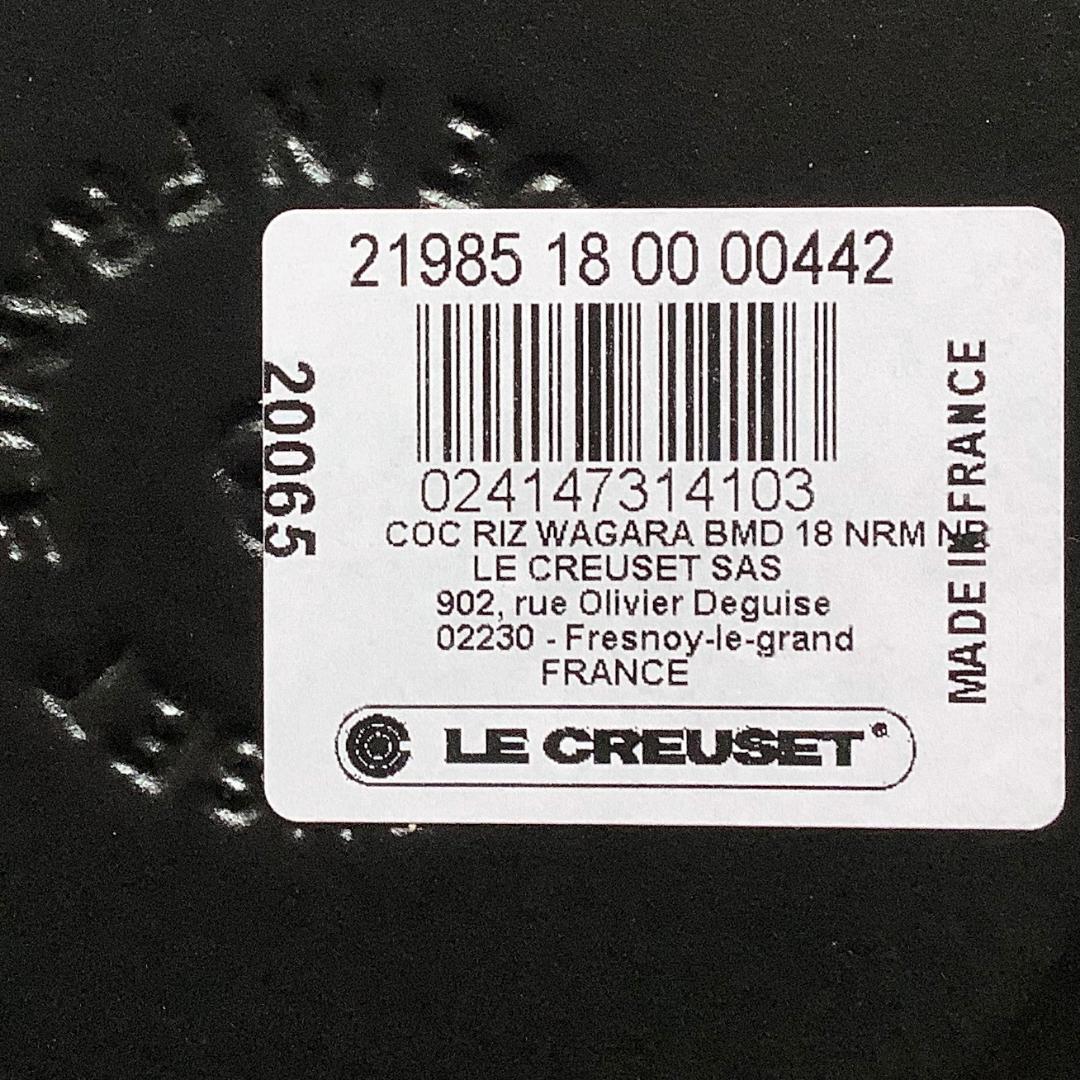 21985 18 00 00442
024147314103
COC RIZ WAGARA BMD 18 NRM
LE CREUSET SAS
902, rue Olivier Deguise
02230 - Fresnoy-le-grand
FRANCE
LE CREUSET®
20065
MADE IN FRANCE